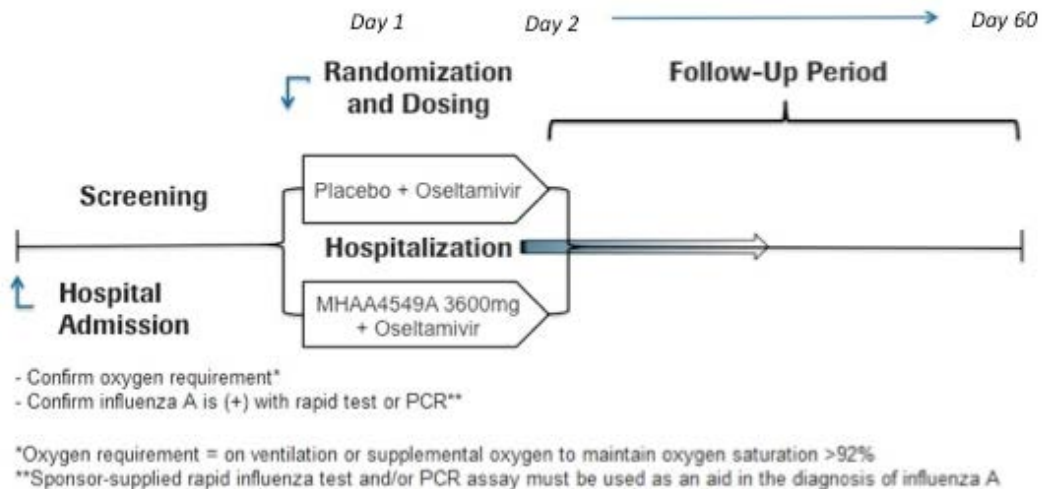 Day 1
Day 2
Day 60
Randomization
and Dosing
Follow-Up Period
Screening
Placebo + Oseltamivir
Hospitalization
Hospital
Admission
MHAA4549A 3600mg
+ Oseltamivir
- Confirm oxygen requirement*
- Confirm influenza A is (+) with rapid test or PCR**
*Oxygen requirement = on ventilation or supplemental oxygen to maintain oxygen saturation >92%
**Sponsor-supplied rapid influenza test and/or PCR assay must be used as an aid in the diagnosis of influenza A